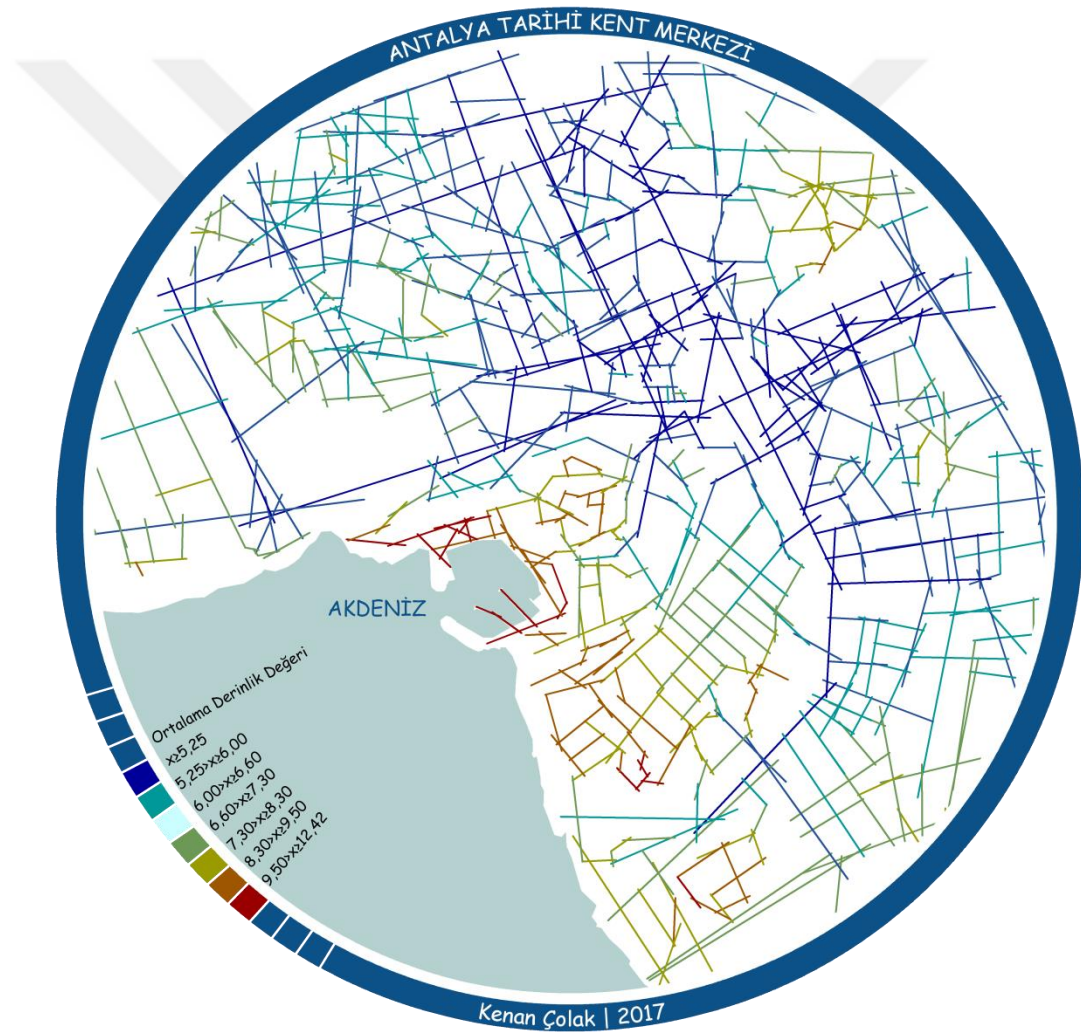 ANTALYA TARİHİ KENT MERKEZİ
AKDENİZ
Ortalama Derinlik Değeri
x≥5,25
5,25>x≥6,00
6,00>x≥6,60
6,60>x≥7,30
7,30>x≥8,30
8,30>x≥9,50
9,50>x≥12,42
Kenan Çolak | 2017